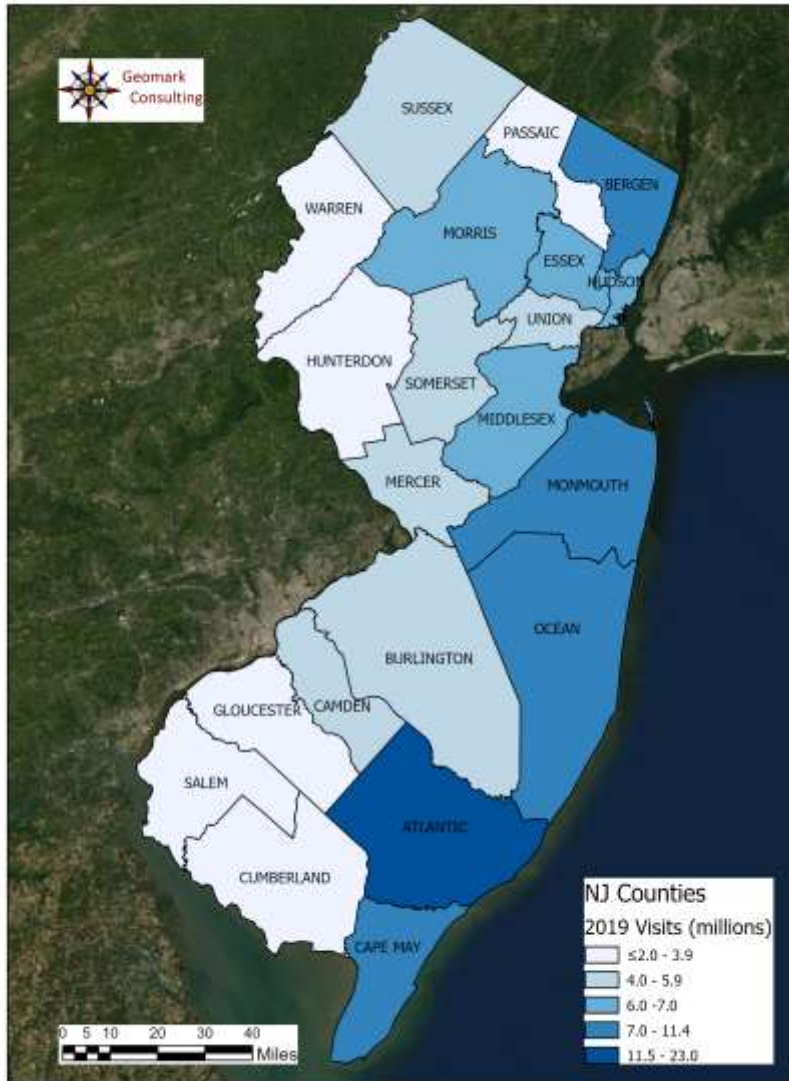 Geomark
Consulting
SUSSEX
PASSAIC
BERGEN
WARREN
MORRIS
ESSEX
HUDSON
UNION
HUNTERDON
SOMERSET
MIDDLESEX
MERCER
MONMOUTH
OCEAN
BURLINGTON
CAMDEN
GLOUCESTER
SALEM
ATLANTIC
CUMBERLAND
CAPE MAY
NJ Counties
2019 Visits (millions)
≤2.0 - 3.9
4.0 - 5.9
6.0 -7.0
7.0 - 11.4
11.5 - 23.0
0 5 10 20 30 40
Miles